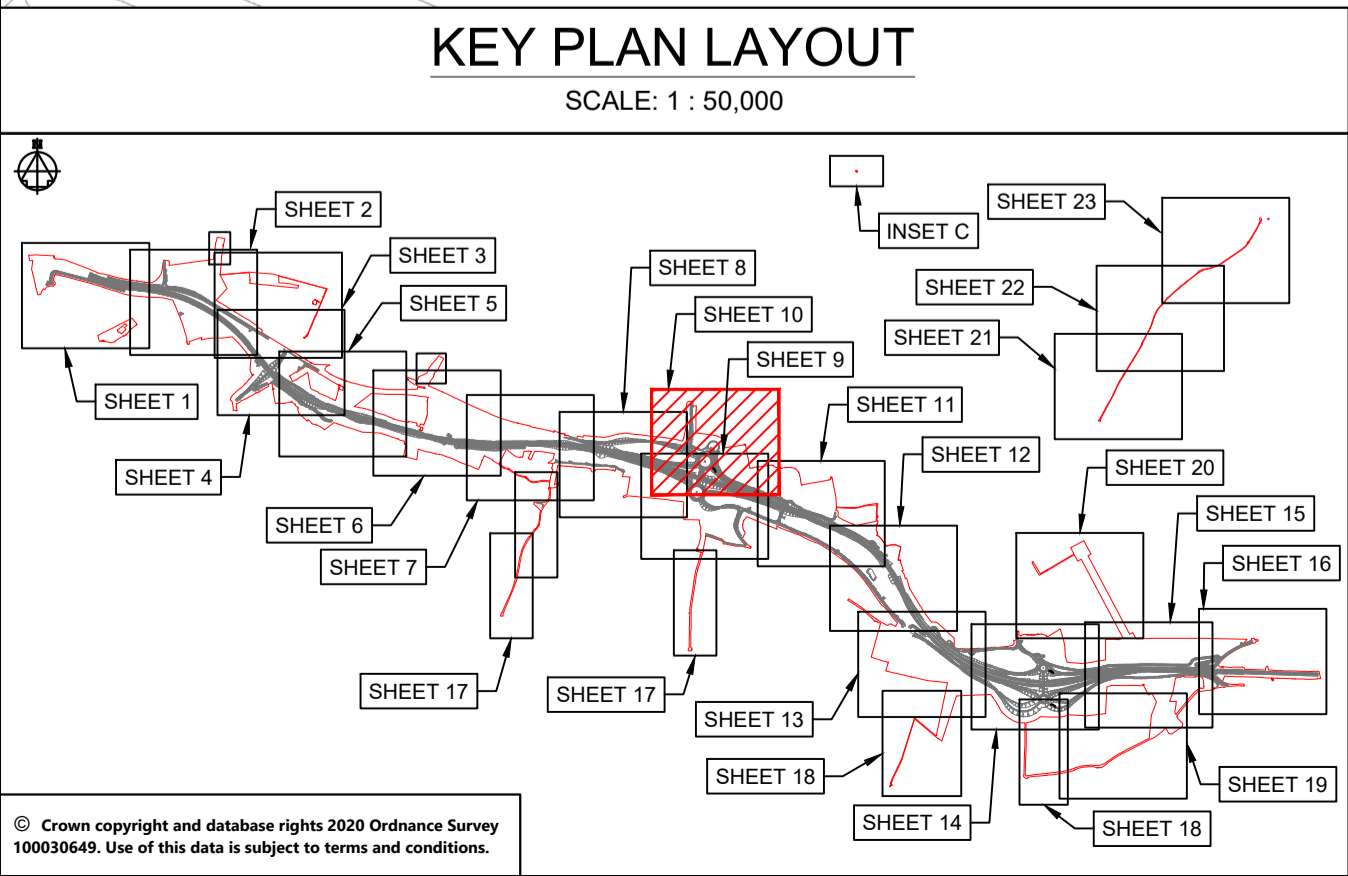 KEY PLAN LAYOUT
SCALE: 1 : 50,000
SHEET 2
SHEET 3
SHEET 5
SHEET 8
SHEET 10
SHEET 9
INSET C
SHEET 23
SHEET 22
SHEET 21
SHEET 1
SHEET 4
SHEET 6
SHEET 7
SHEET 11
SHEET 12
SHEET 20
SHEET 15
SHEET 16
SHEET 17
SHEET 17
SHEET 13
SHEET 18
SHEET 14
SHEET 18
SHEET 19
© Crown copyright and database rights 2020 Ordnance Survey
100030649. Use of this data is subject to terms and conditions.